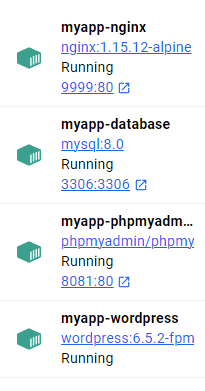 myapp-nginx
nginx:1.15.12-alpine
Running
9999:80
myapp-database
mysql:8.0
Running
3306:3306
myapp-phpmyadm...
phpmyadmin/phpmy
Running
8081:80
myapp-wordpress
wordpress:6.5.2-fpm
Running